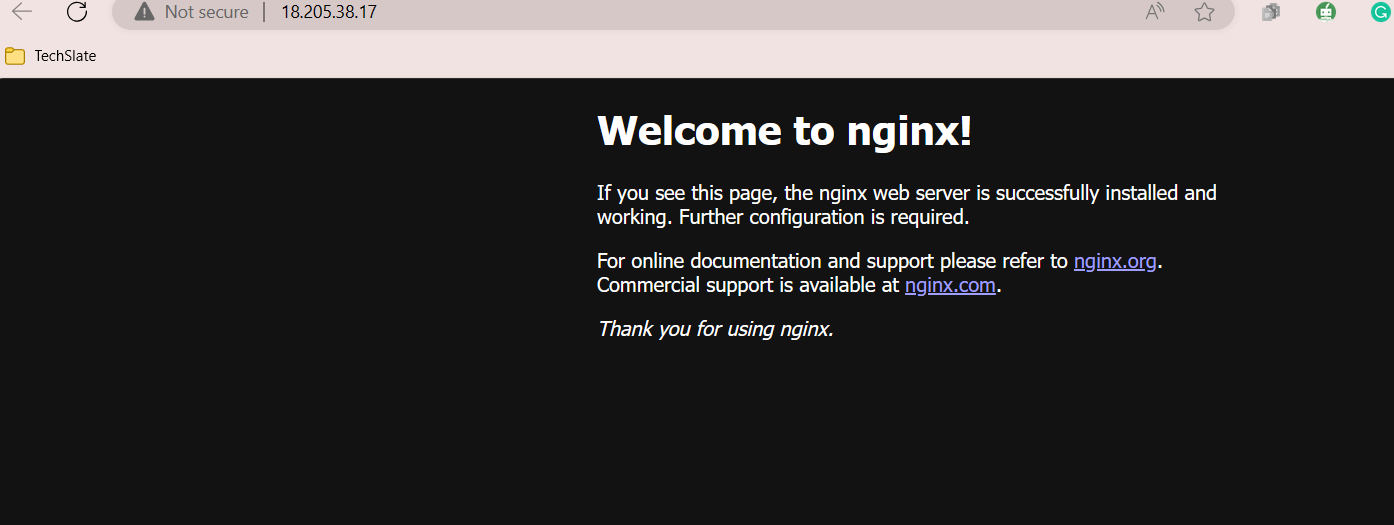 Not secure | 18.205.38.17
TechSlate
Welcome to nginx!
If you see this page, the nginx web server is successfully installed and
working. Further configuration is required.
For online documentation and support please refer to nginx.org.
Commercial support is available at nginx.com.
Thank you for using nginx.